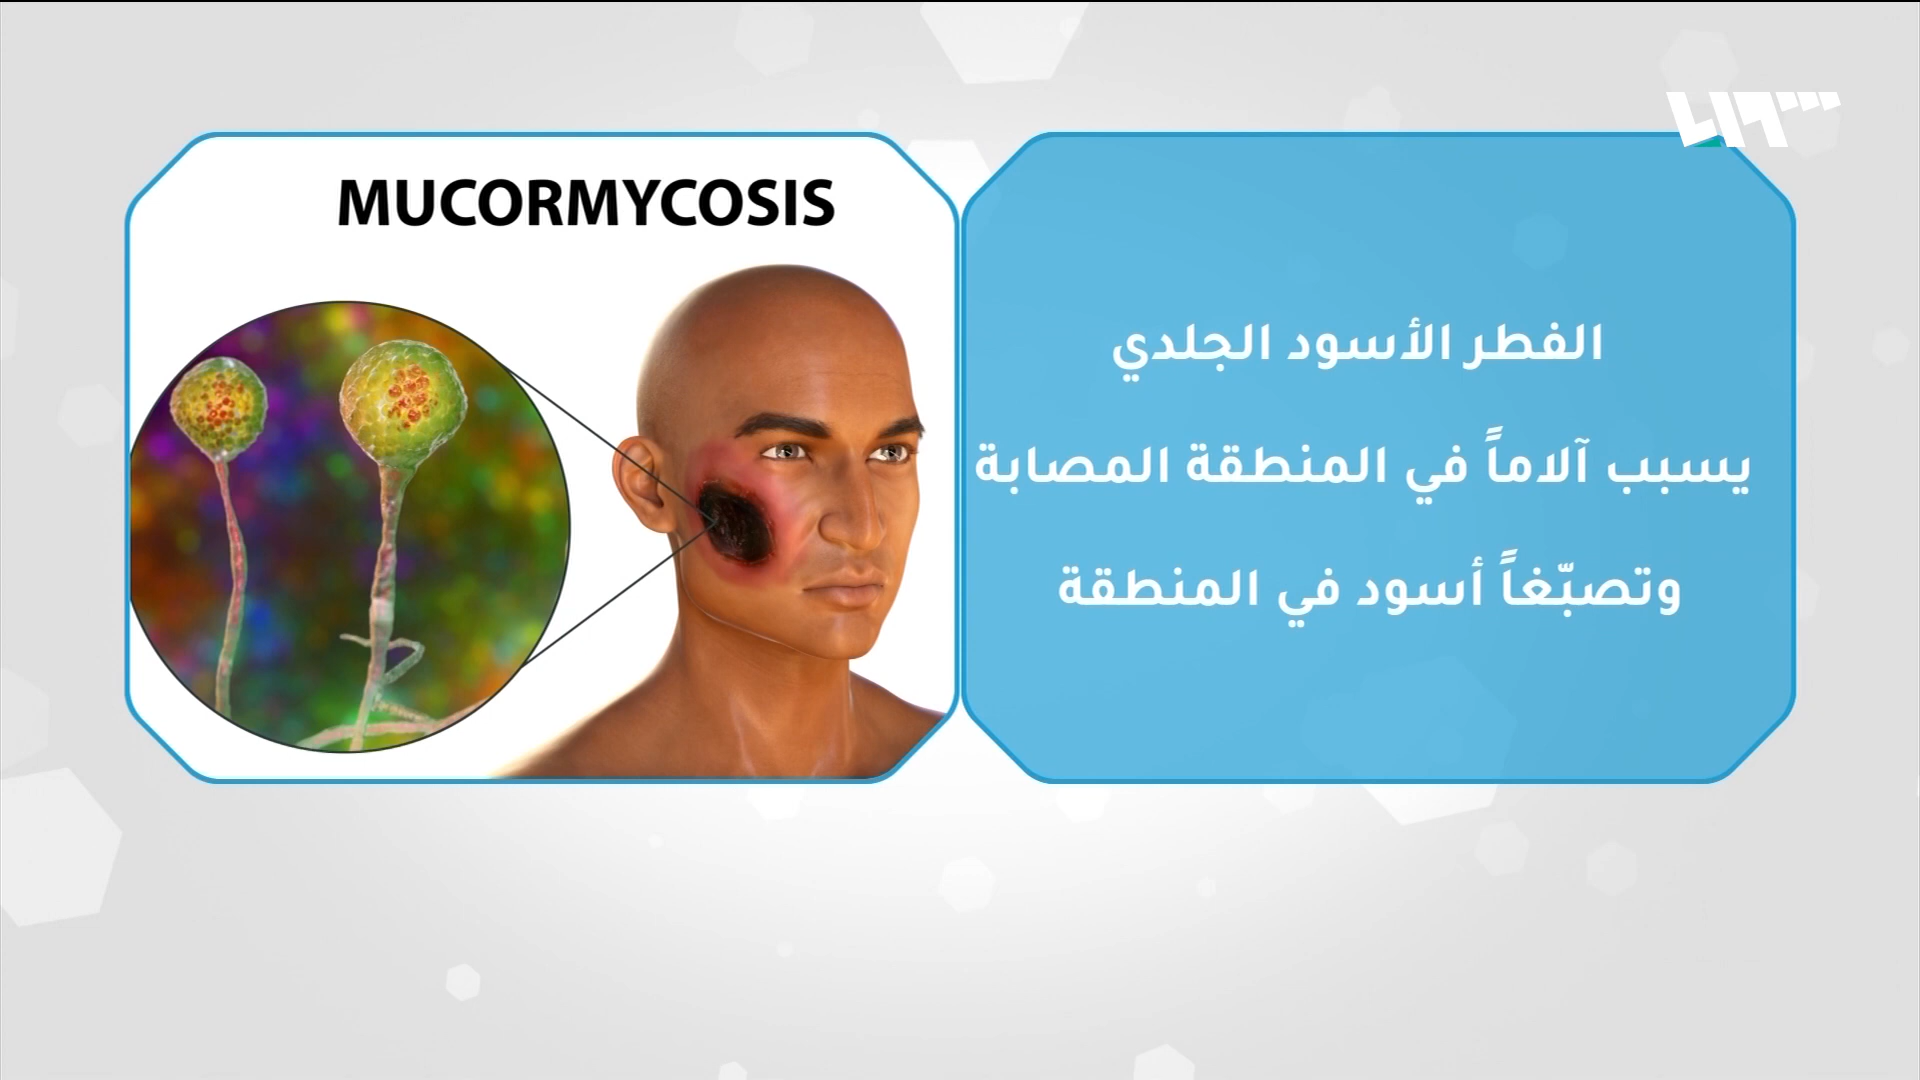 MUCORMYCOSIS
الفطر الأسود الجلدي
يسبب آلاماً في المنطقة المصابة
وتصبّغاً أسود في المنطقة